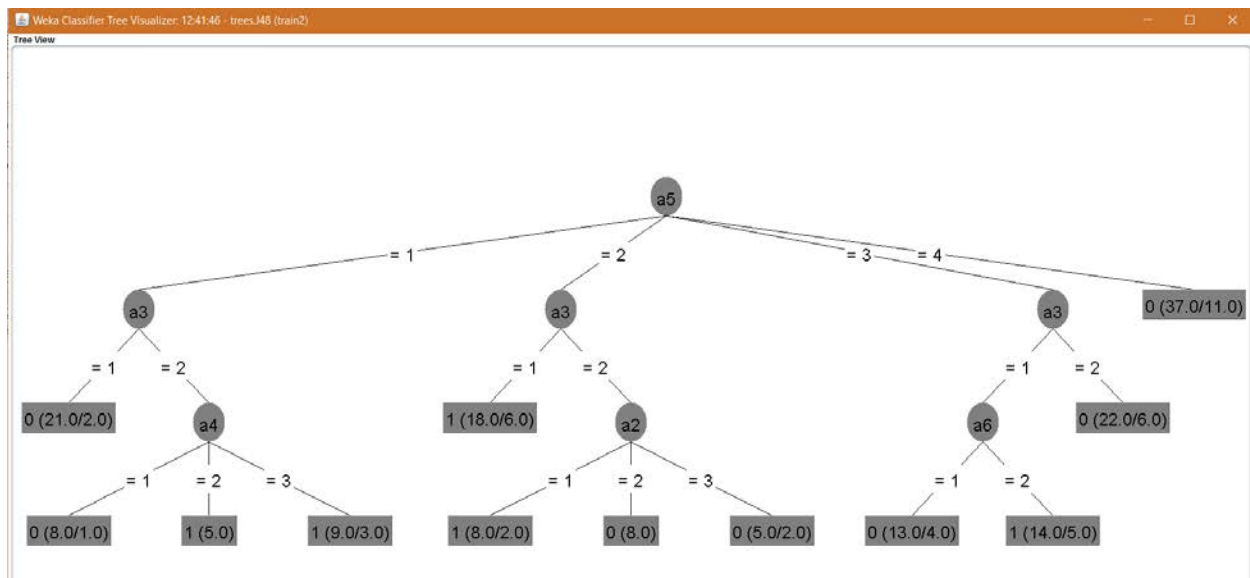 Weka Classifier Tree Visualizer: 12:41:46 - trees.J48 (train2)
Tree View
a5
= 1 = 2 = 3 = 4
a3 a3 a3 0 (37.0/11.0)
= 1 = 2 = 1 = 2 = 1 = 2
0 (21.0/2.0) a4 1 (18.0/6.0) a2 a6 0 (22.0/6.0)
= 1 = 2 = 3 = 1 = 2 = 3 = 1 = 2
0 (8.0/1.0) 1 (5.0) 1 (9.0/3.0) 1 (8.0/2.0) 0 (8.0) 0 (5.0/2.0) 0 (13.0/4.0) 1 (14.0/5.0)